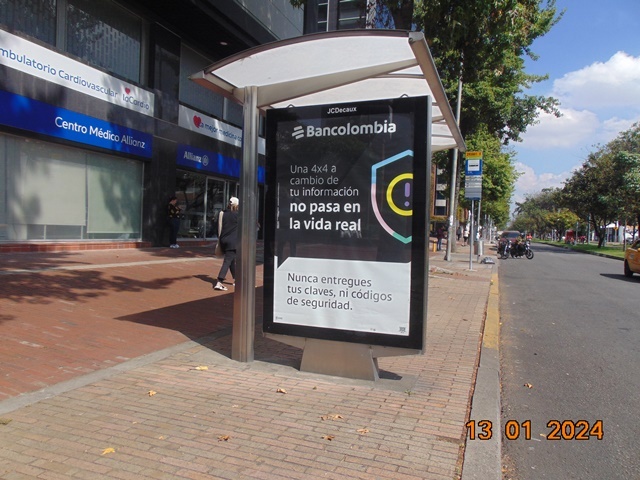 mbulatorio Cardiovascular
Centro Médico Allianz
Allianz
JCDecaux
Bancolombia
Una 4x4 a
cambio de
tu información
no pasa en
la vida real
Nunca entregues
tus claves, ni códigos
de seguridad.
13 01 2024